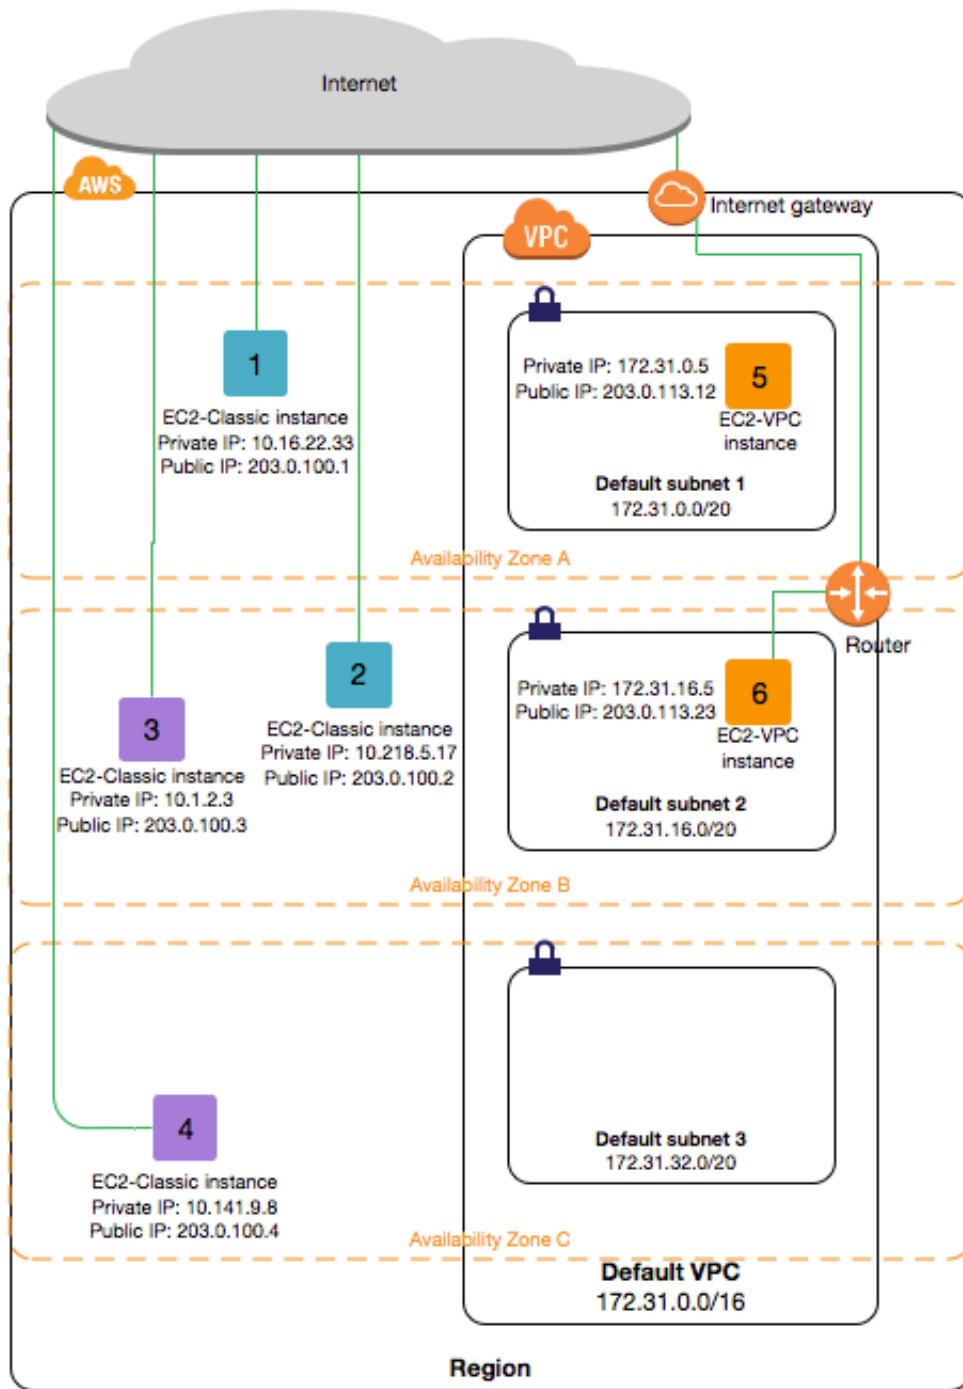 Internet
AWS
Internet gateway
VPC
1
EC2-Classic instance
Private IP: 10.16.22.33
Public IP: 203.0.100.1
Private IP: 172.31.0.5
Public IP: 203.0.113.12
5
EC2-VPC
instance
Default subnet 1
172.31.0.0/20
Availability Zone A
Router
2
EC2-Classic instance
Private IP: 10.218.5.17
Public IP: 203.0.100.2
3
EC2-Classic instance
Private IP: 10.1.2.3
Public IP: 203.0.100.3
Private IP: 172.31.16.5
Public IP: 203.0.113.23
6
EC2-VPC
instance
Default subnet 2
172.31.16.0/20
Availability Zone B
4
EC2-Classic instance
Private IP: 10.141.9.8
Public IP: 203.0.100.4
Default subnet 3
172.31.32.0/20
Availability Zone C
Default VPC
172.31.0.0/16
Region